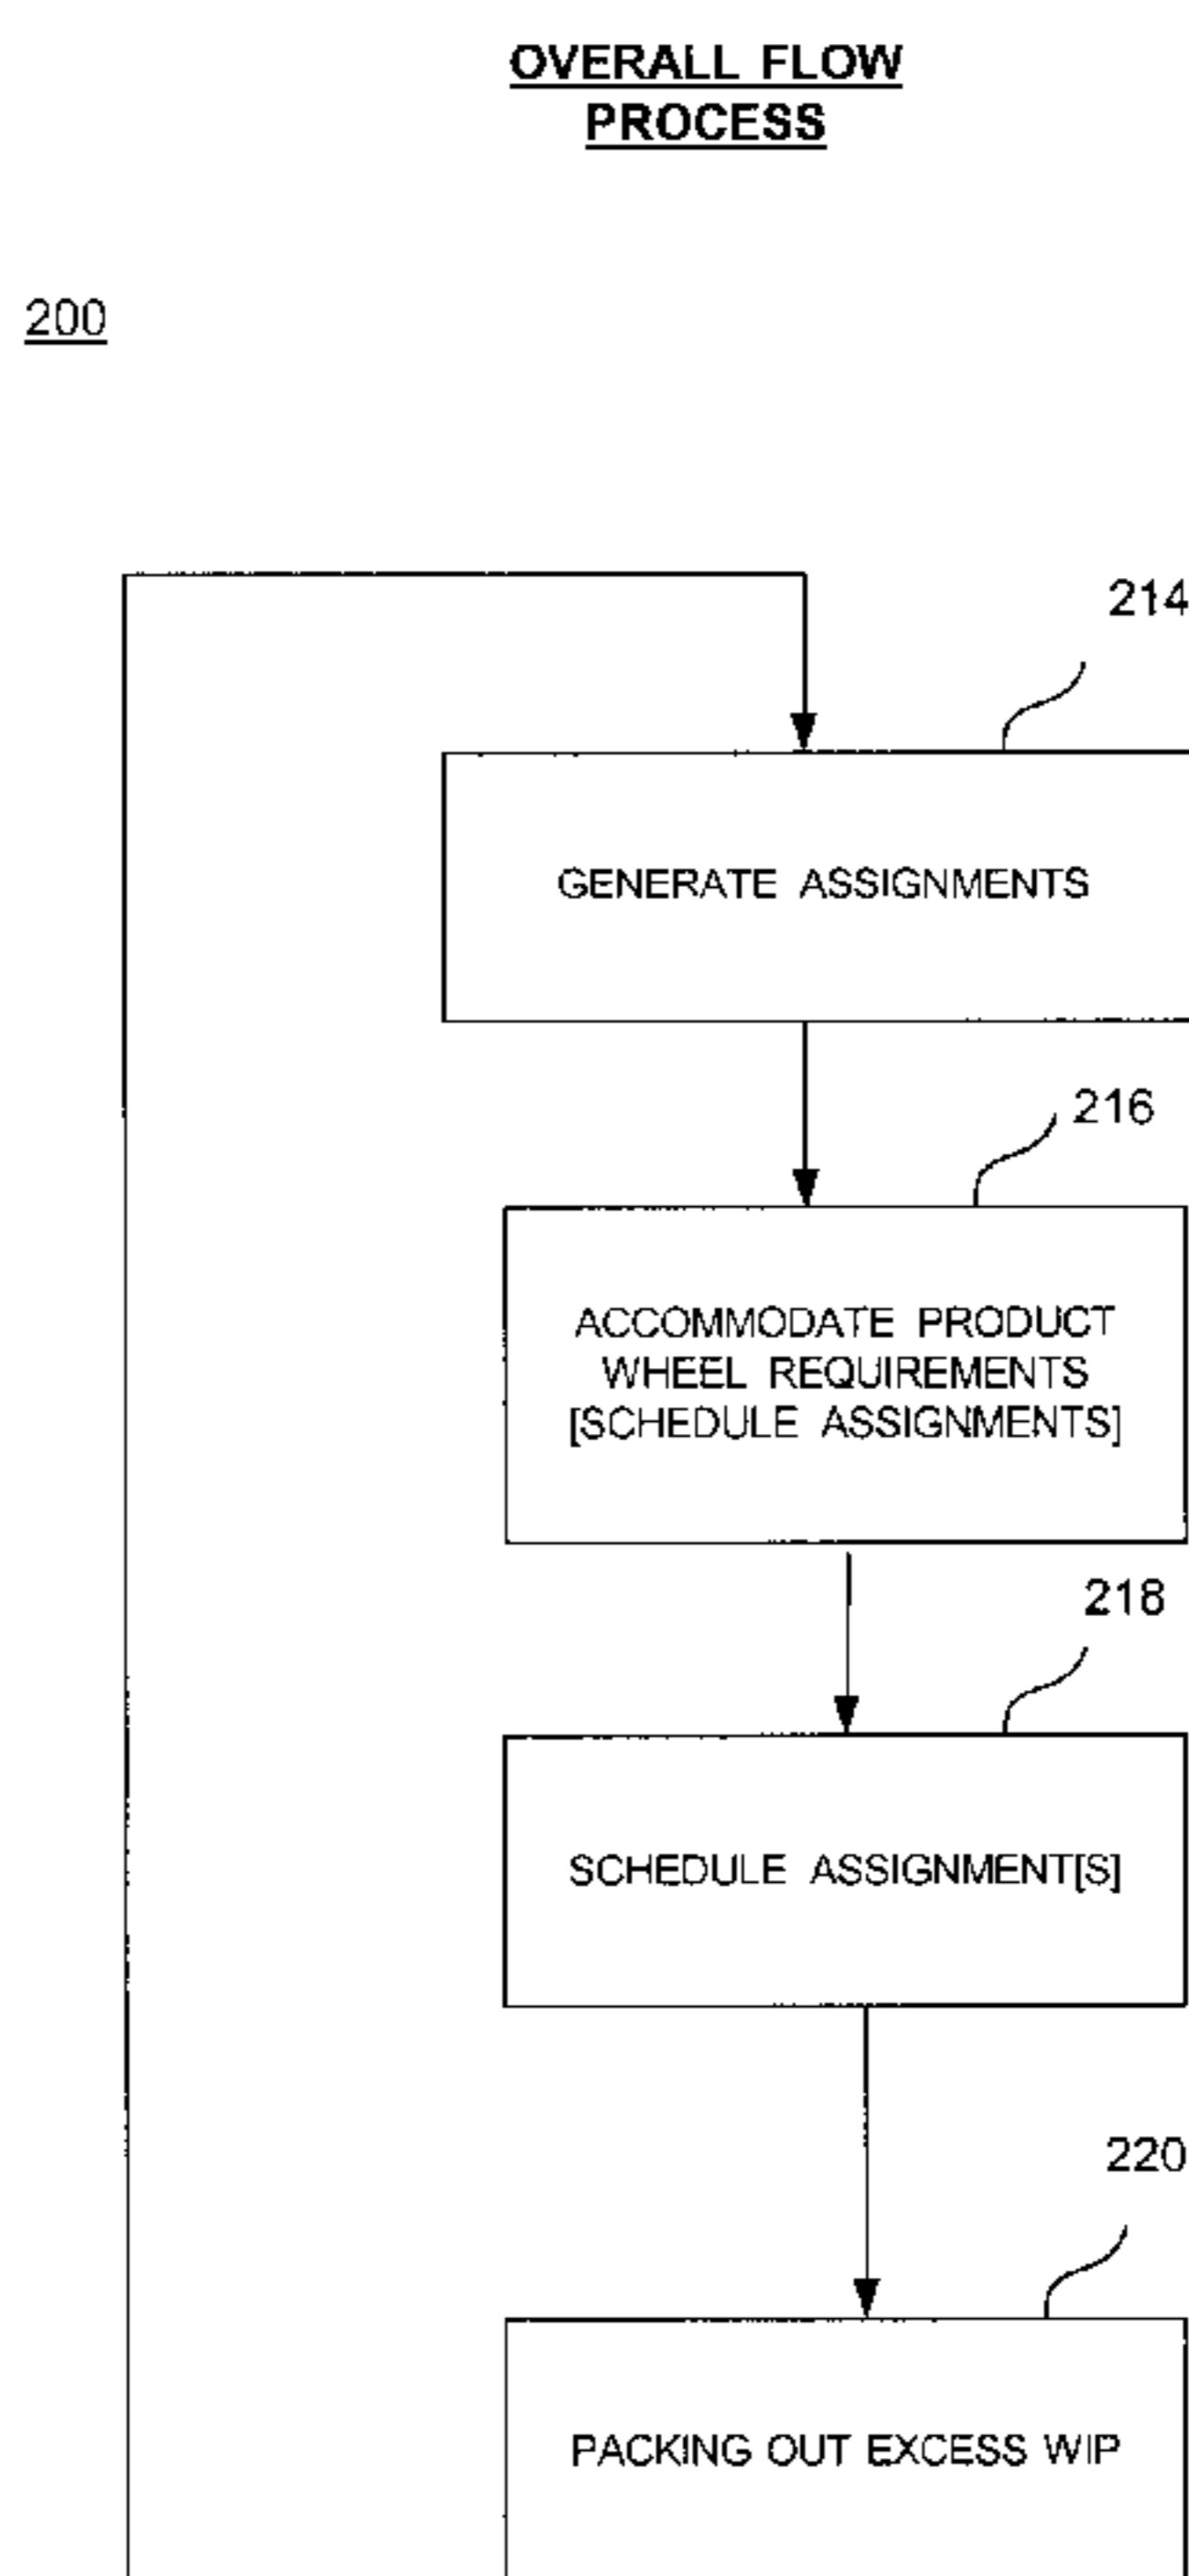 OVERALL FLOW
PROCESS
200
214
GENERATE ASSIGNMENTS
216
ACCOMMODATE PRODUCT
WHEEL REQUIREMENTS
[SCHEDULE ASSIGNMENTS]
218
SCHEDULE ASSIGNMENT[S]
220
PACKING OUT EXCESS WIP